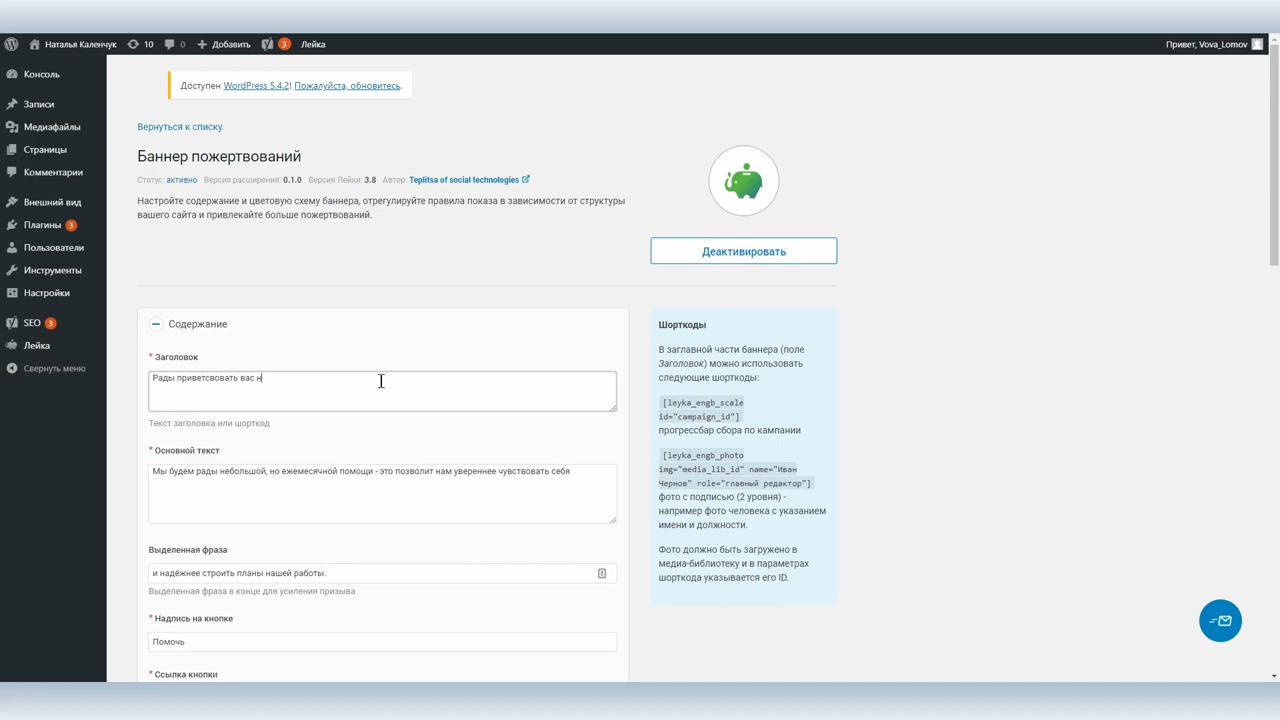 Наталья Каленчук 10 0 Добавить 3 Лейка Привет, Vova_Lomov
Консоль
Записи
Медиафайлы
Страницы
Комментарии
Внешний вид
Плагины 3
Пользователи
Инструменты
Настройки
SEO 3
Лейка
Свернуть меню
Доступен WordPress 5.4.2! Пожалуйста, обновитесь.
Вернуться к списку
Баннер пожертвований
Статус: активно Версия расширения: 0.1.0 Версия Лейки: 3.8 Автор: Teplitsa of social technologies
Настройте содержание и цветовую схему баннера, отрегулируйте правила показа в зависимости от структуры
вашего сайта и привлекайте больше пожертвований.
Деактивировать
Содержание
* Заголовок
Рады приветсвовать вас н
Текст заголовка или шорткод
* Основной текст
Мы будем рады небольшой, но ежемесячной помощи - это позволит нам увереннее чувствовать себя
Выделенная фраза
и надёжнее строить планы нашей работы.
Выделенная фраза в конце для усиления призыва
* Надпись на кнопке
Помочь
* Ссылка кнопки
Шорткоды
В заглавной части баннера (поле
Заголовок) можно использовать
следующие шорткоды:
[leyka_engb_scale
id="campaign_id"]
прогрессбар сбора по кампании
[leyka_engb_photo
img="media_lib_id" name="Иван
Чернов" role="главный редактор"]
фото с подписью (2 уровня) -
например фото человека с указанием
имени и должности.
Фото должно быть загружено в
медиа-библиотеку и в параметрах
шорткода указывается его ID.